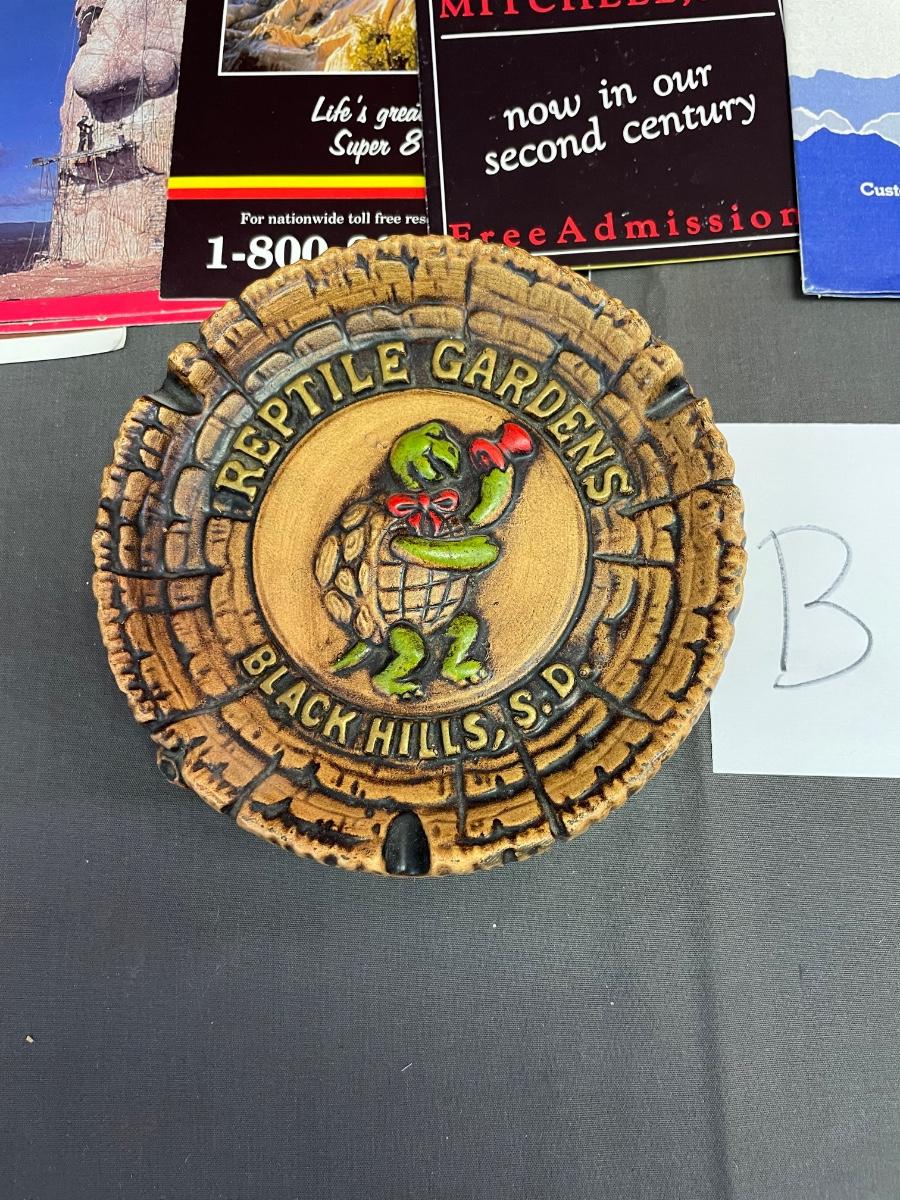 MITCHELL, S.
now in our
second century
Free Admission
Life's grea
Super 8
For nationwide toll free res
1-800-
Cust
REPTILE GARDENS
BLACK HILLS, S.D.
B